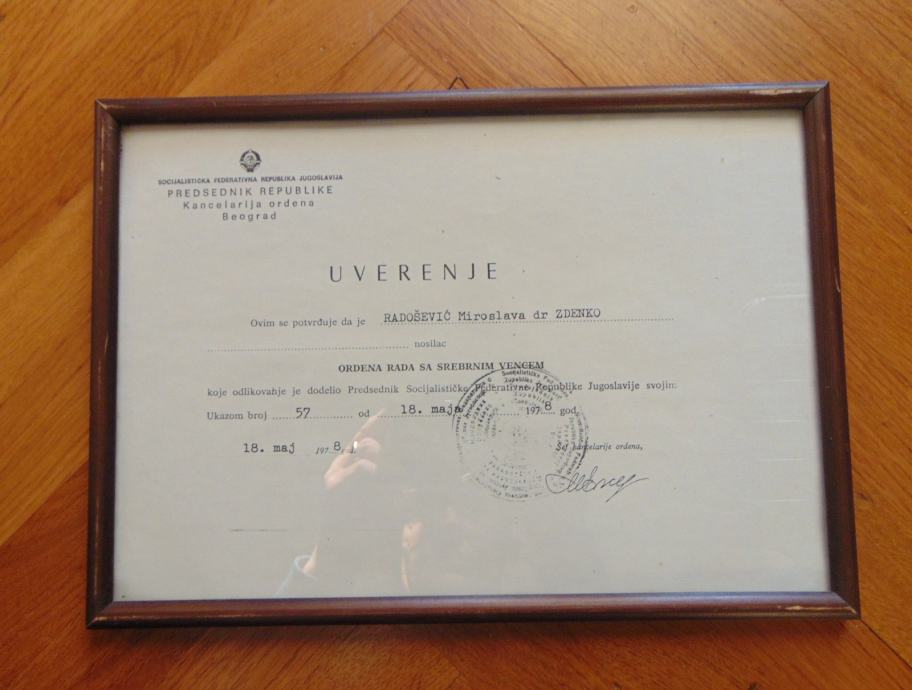 SOCIJALISTIČKA FEDERATIVNA REPUBLIKA JUGOSLAVIJA
PREDSEDNIK REPUBLIKE
Kancelarija ordena
Beograd
UVERENJE
Ovim se potvrđuje da je RADOŠEVIĆ Miroslava dr ZDENKO
nosilac
ORDENA RADA SA SREBRNIM VENCEM
koje odlikovanje je dodelio Predsednik Socijalističke Federativne Republike Jugoslavije svojim
Ukazom broj 57 od 18. maja 1978 god.
18. maj 1978. g.
Šef kancelarije ordena,